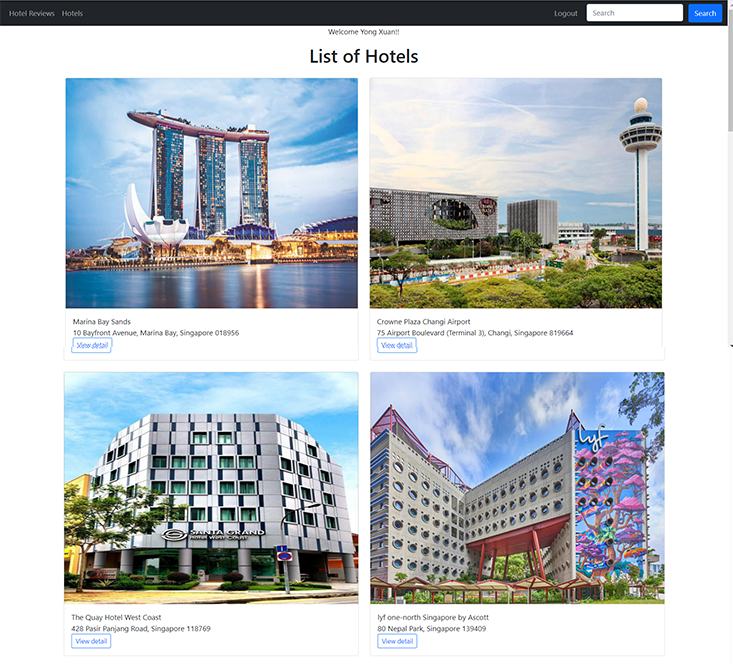 Hotel Reviews Hotels Logout Search Search
Welcome Yong Xuan!!
List of Hotels
Marina Bay Sands
10 Bayfront Avenue, Marina Bay, Singapore 018956
View detail
Crowne Plaza Changi Airport
75 Airport Boulevard (Terminal 3), Changi, Singapore 819664
View detail
SANTA GRAND
Hotel West Coast
lyf
The Quay Hotel West Coast
428 Pasir Panjang Road, Singapore 118769
View detail
lyf one-north Singapore by Ascott
80 Nepal Park, Singapore 139409
View detail